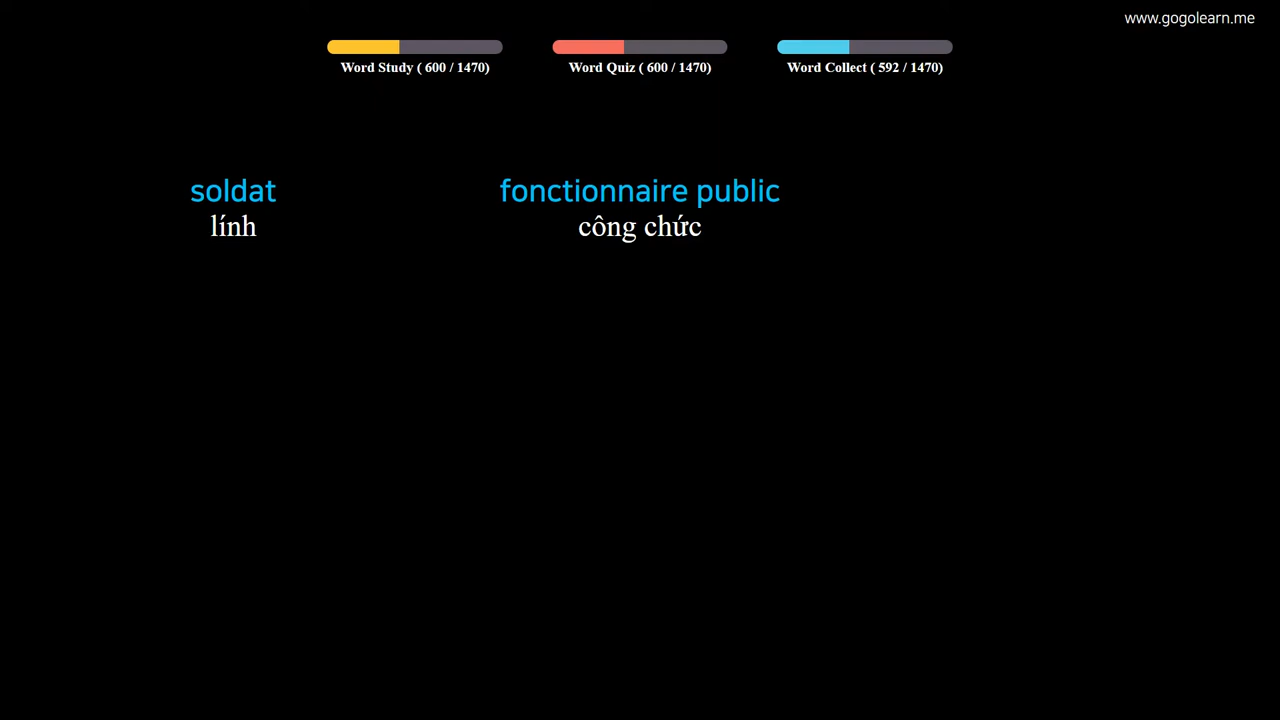 www.gogolearn.me
Word Study ( 600 / 1470)
Word Quiz ( 600 / 1470)
Word Collect ( 592 / 1470)
soldat
lính
fonctionnaire public
công chức